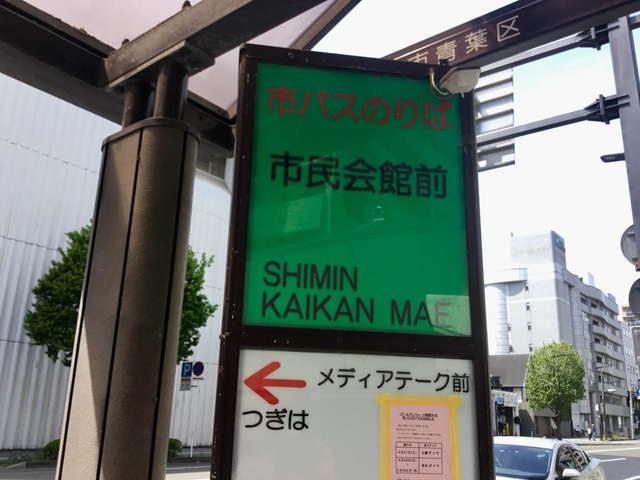 市青葉区
市バスのりば
市民会館前
SHIMIN
KAIKAN MAE
メディアテーク前
つぎは
P